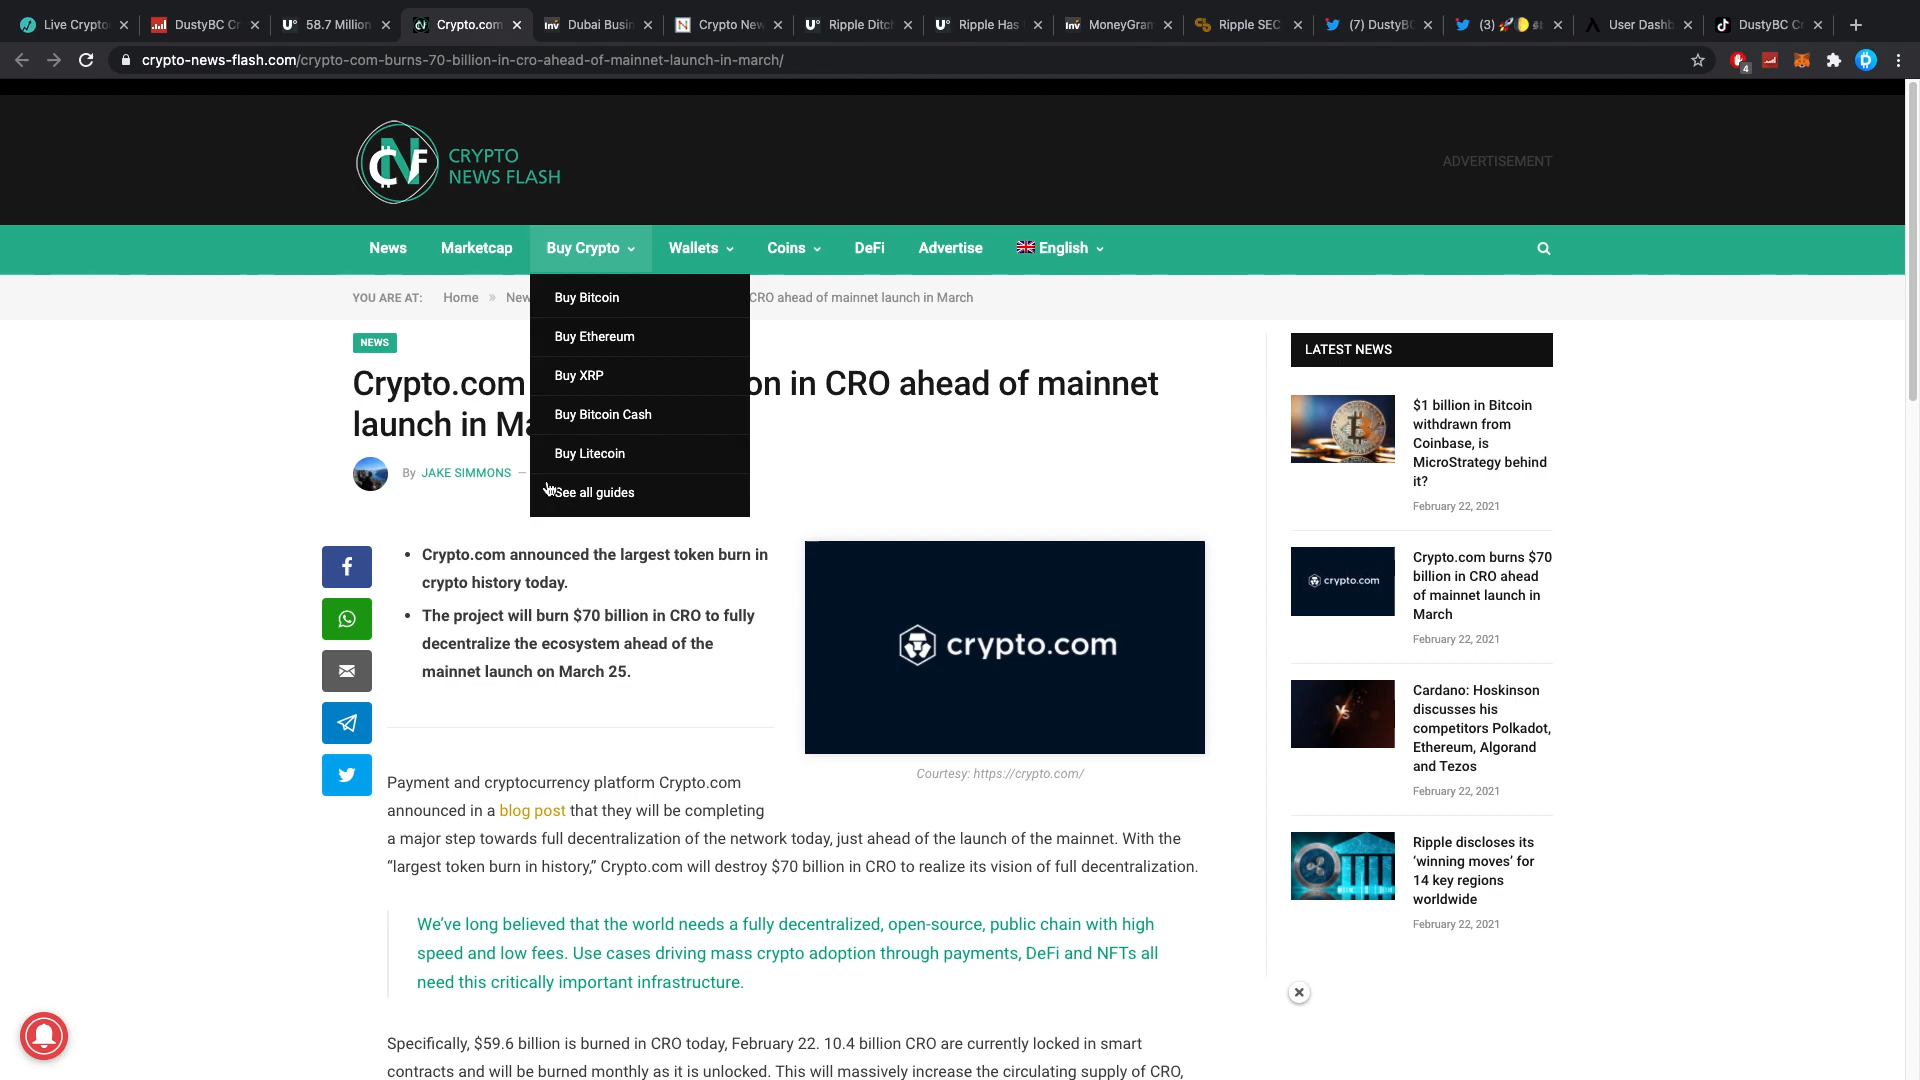 Live Crypto
DustyBC Cr
58.7 Million
Crypto.com
Dubai Busin
Crypto New
Ripple Ditc
Ripple Has
MoneyGram
Ripple SEC
(7) DustyBC
(3)
User Dashb
DustyBC Cr
crypto-news-flash.com/crypto-com-burns-70-billion-in-cro-ahead-of-mainnet-launch-in-march/
4
CRYPTO
NEWS FLASH
ADVERTISEMENT
News
Marketcap
Buy Crypto
Wallets
Coins
DeFi
Advertise
English
YOU ARE AT: Home » New
CRO ahead of mainnet launch in March
Buy Bitcoin
Buy Ethereum
Buy XRP
Buy Bitcoin Cash
Buy Litecoin
See all guides
NEWS
Crypto.com on in CRO ahead of mainnet
launch in Ma
By JAKE SIMMONS —
• Crypto.com announced the largest token burn in
crypto history today.
• The project will burn $70 billion in CRO to fully
decentralize the ecosystem ahead of the
mainnet launch on March 25.
crypto.com
Courtesy: https://crypto.com/
Payment and cryptocurrency platform Crypto.com
announced in a blog post that they will be completing
a major step towards full decentralization of the network today, just ahead of the launch of the mainnet. With the
“largest token burn in history,” Crypto.com will destroy $70 billion in CRO to realize its vision of full decentralization.
We’ve long believed that the world needs a fully decentralized, open-source, public chain with high
speed and low fees. Use cases driving mass crypto adoption through payments, DeFi and NFTs all
need this critically important infrastructure.
Specifically, $59.6 billion is burned in CRO today, February 22. 10.4 billion CRO are currently locked in smart
contracts and will be burned monthly as it is unlocked. This will massively increase the circulating supply of CRO,
LATEST NEWS
$1 billion in Bitcoin
withdrawn from
Coinbase, is
MicroStrategy behind
it?
February 22, 2021
crypto.com
Crypto.com burns $70
billion in CRO ahead
of mainnet launch in
March
February 22, 2021
VS
Cardano: Hoskinson
discusses his
competitors Polkadot,
Ethereum, Algorand
and Tezos
February 22, 2021
Ripple discloses its
‘winning moves’ for
14 key regions
worldwide
February 22, 2021